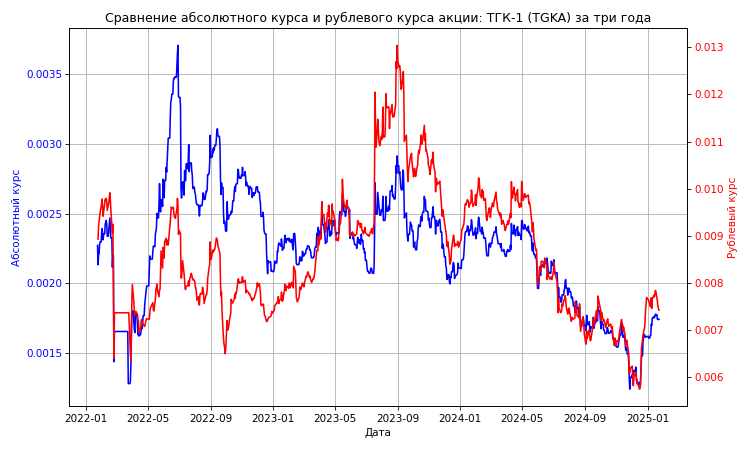 Сравнение абсолютного курса и рублевого курса акции: ТГК-1 (TGKA) за три года
Абсолютный курс
0.0035
0.0030
0.0025
0.0020
0.0015
0.013
0.012
0.011
0.010
0.009
0.008
0.007
0.006
Рублевый курс
2022-01 2022-05 2022-09 2023-01 2023-05 2023-09 2024-01 2024-05 2024-09 2025-01
Дата